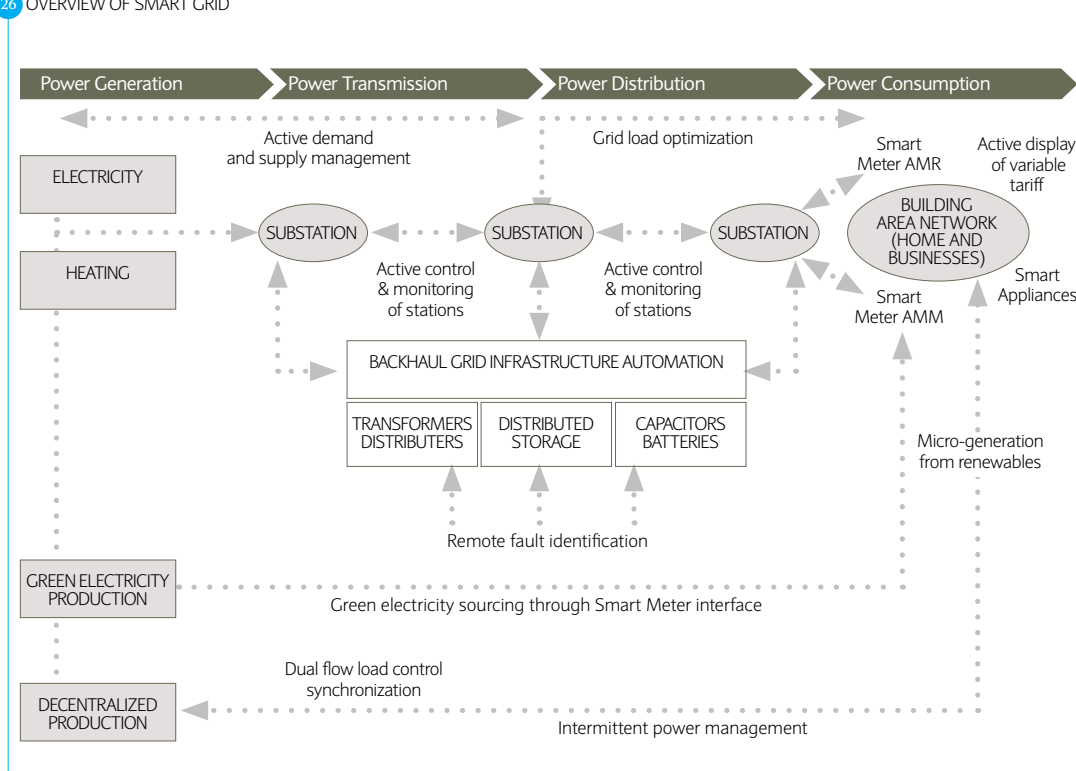 26 OVERVIEW OF SMART GRID
Power Generation
Power Transmission
Power Distribution
Power Consumption
Active demand
and supply management
Grid load optimization
Smart
Meter AMR
Active display
of variable
tariff
ELECTRICITY
HEATING
SUBSTATION
SUBSTATION
SUBSTATION
BUILDING
AREA NETWORK
(HOME AND
BUSINESSES)
Active control
& monitoring
of stations
Active control
& monitoring
of stations
Smart
Meter AMM
Smart
Appliances
BACKHAUL GRID INFRASTRUCTURE AUTOMATION
TRANSFORMERS
DISTRIBUTERS
DISTRIBUTED
STORAGE
CAPACITORS
BATTERIES
Micro-generation
from renewables
Remote fault identification
GREEN ELECTRICITY
PRODUCTION
Green electricity sourcing through Smart Meter interface
Dual flow load control
synchronization
DECENTRALIZED
PRODUCTION
Intermittent power management